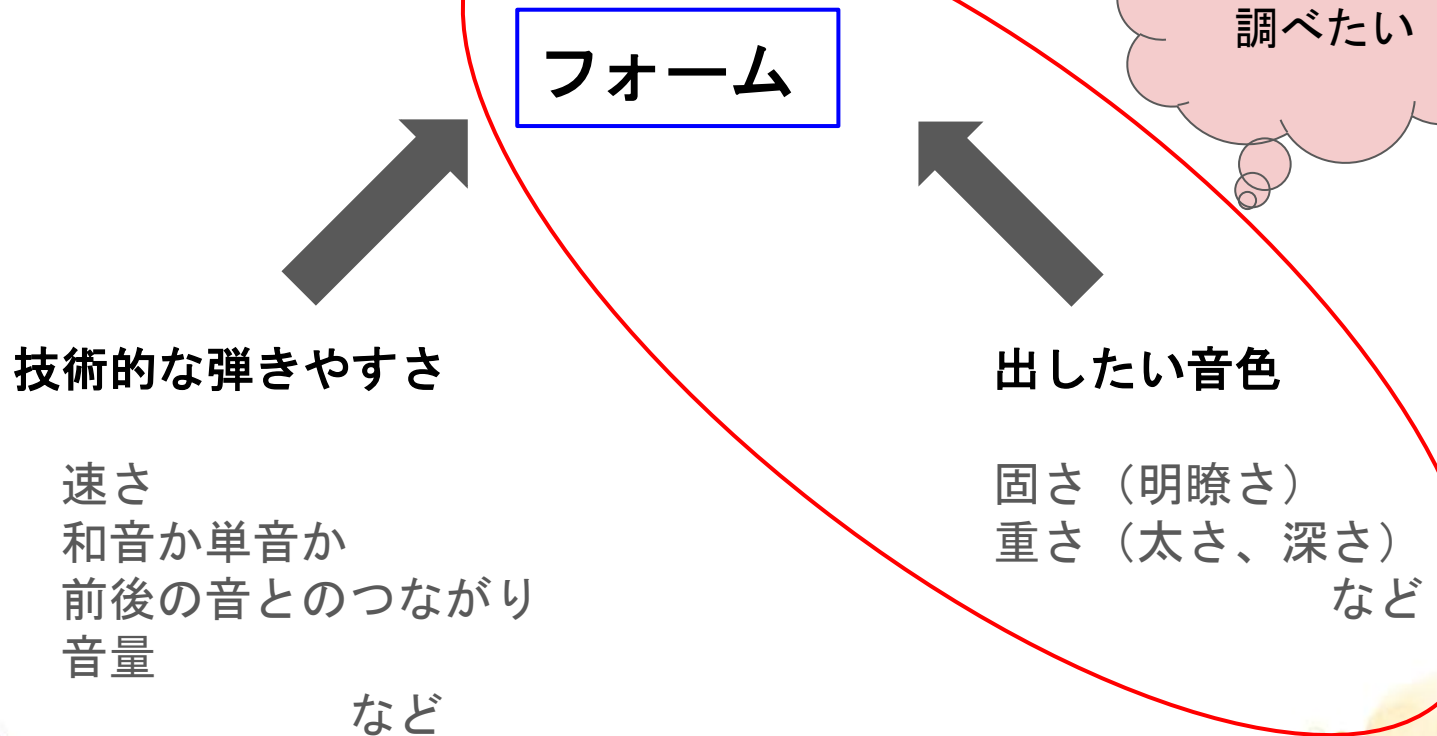 調べたい
フォーム
技術的な弾きやすさ
速さ
和音か単音か
前後の音とのつながり
音量
など
出したい音色
固さ（明瞭さ）
重さ（太さ、深さ）
など